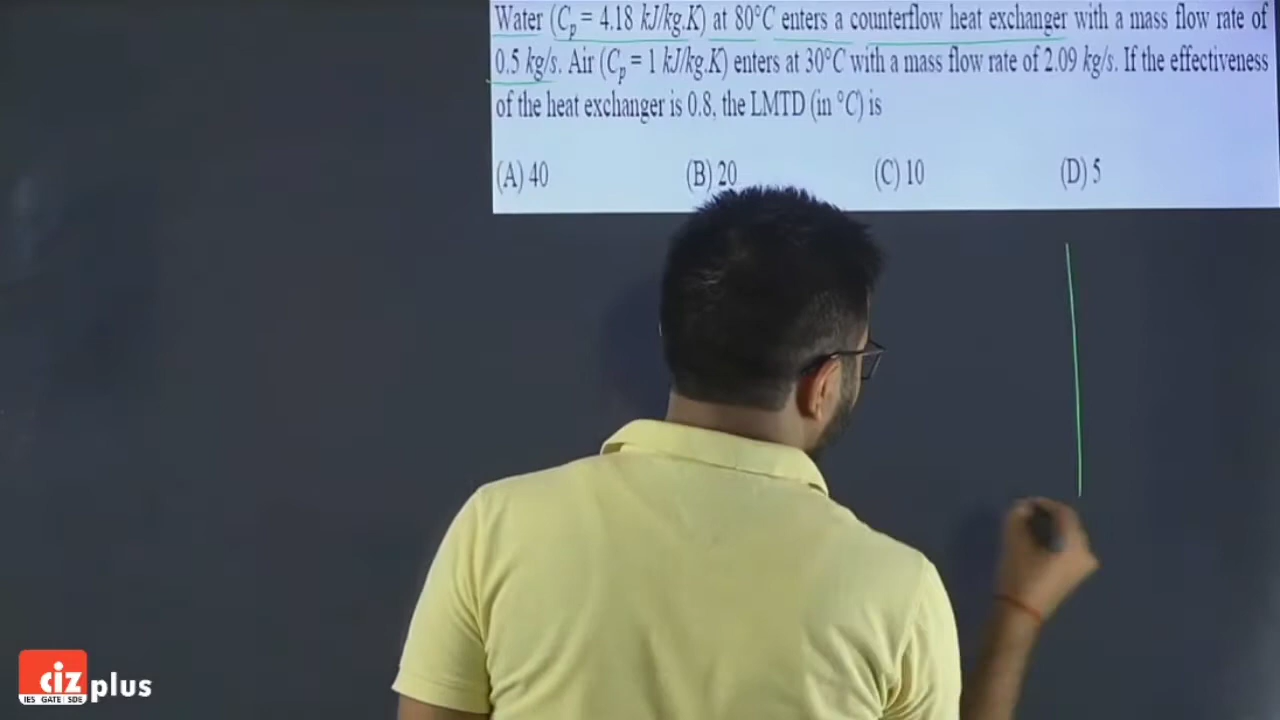 Water (Cp = 4.18 kJ/kg.K) at 80°C enters a counterflow heat exchanger with a mass flow rate of
0.5 kg/s. Air (Cp = 1 kJ/kg.K) enters at 30°C with a mass flow rate of 2.09 kg/s. If the effectiveness
of the heat exchanger is 0.8, the LMTD (in °C) is
(A) 40 (B) 20 (C) 10 (D) 5
ciz plus
IES GATE SDE